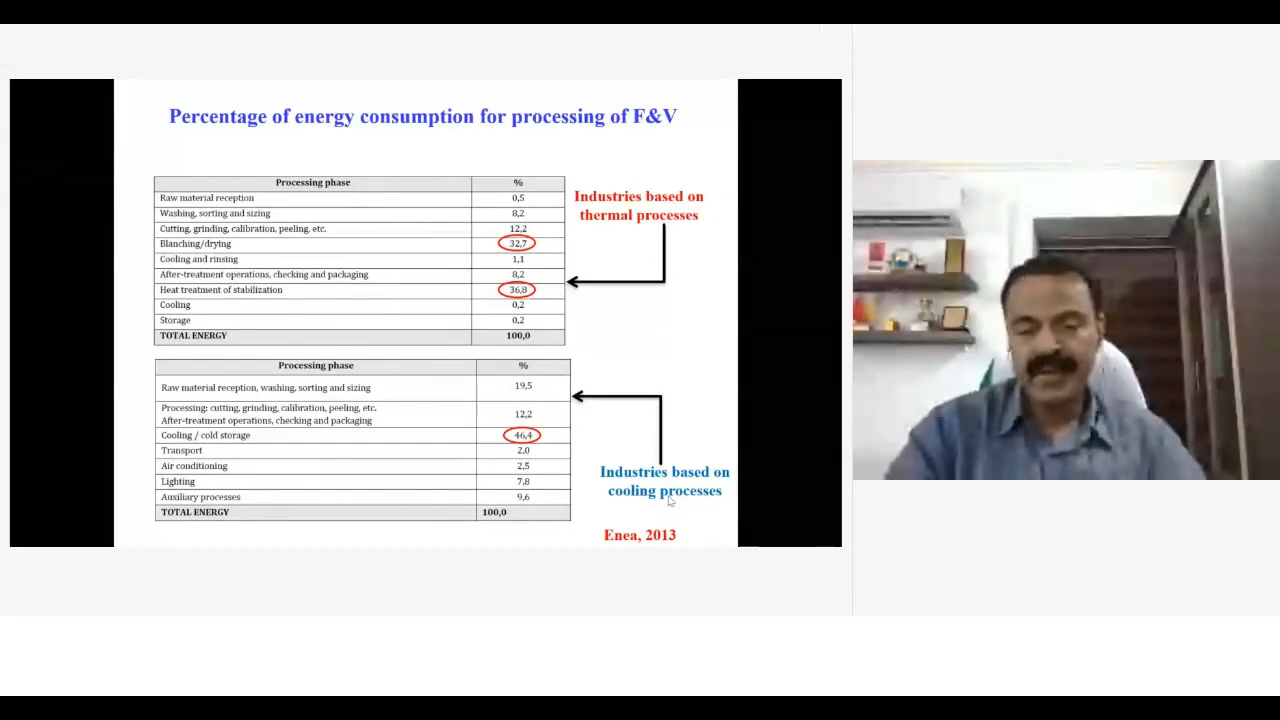 Percentage of energy consumption for processing of F&V
Processing phase %
Raw material reception 0,5
Washing, sorting and sizing 8,2
Cutting, grinding, calibration, peeling, etc. 12,2
Blanching/drying 32,7
Cooling and rinsing 1,1
After-treatment operations, checking and packaging 8,2
Heat treatment of stabilization 36,8
Cooling 0,2
Storage 0,2
TOTAL ENERGY 100,0
Industries based on
thermal processes
Processing phase %
Raw material reception, washing, sorting and sizing 19,5
Processing: cutting, grinding, calibration, peeling, etc.
After-treatment operations, checking and packaging 12,2
Cooling / cold storage 46,4
Transport 2,0
Air conditioning 2,5
Lighting 7,8
Auxiliary processes 9,6
TOTAL ENERGY 100,0
Industries based on
cooling processes
Enea, 2013